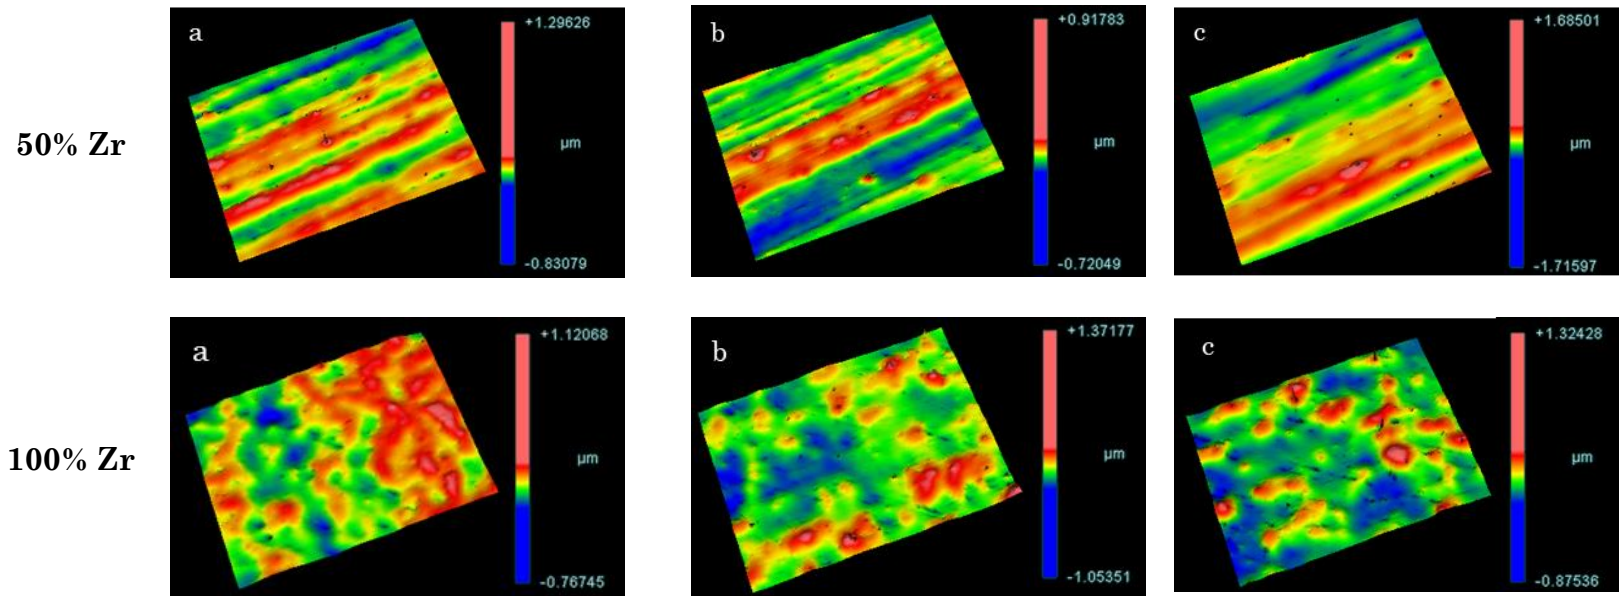 50% Zr
a
+1.29626
µm
-0.83079
b
+0.91783
µm
-0.72049
c
+1.68501
µm
-1.71597
100% Zr
a
+1.12068
µm
-0.76745
b
+1.37177
µm
-1.05351
c
+1.32428
µm
-0.87536